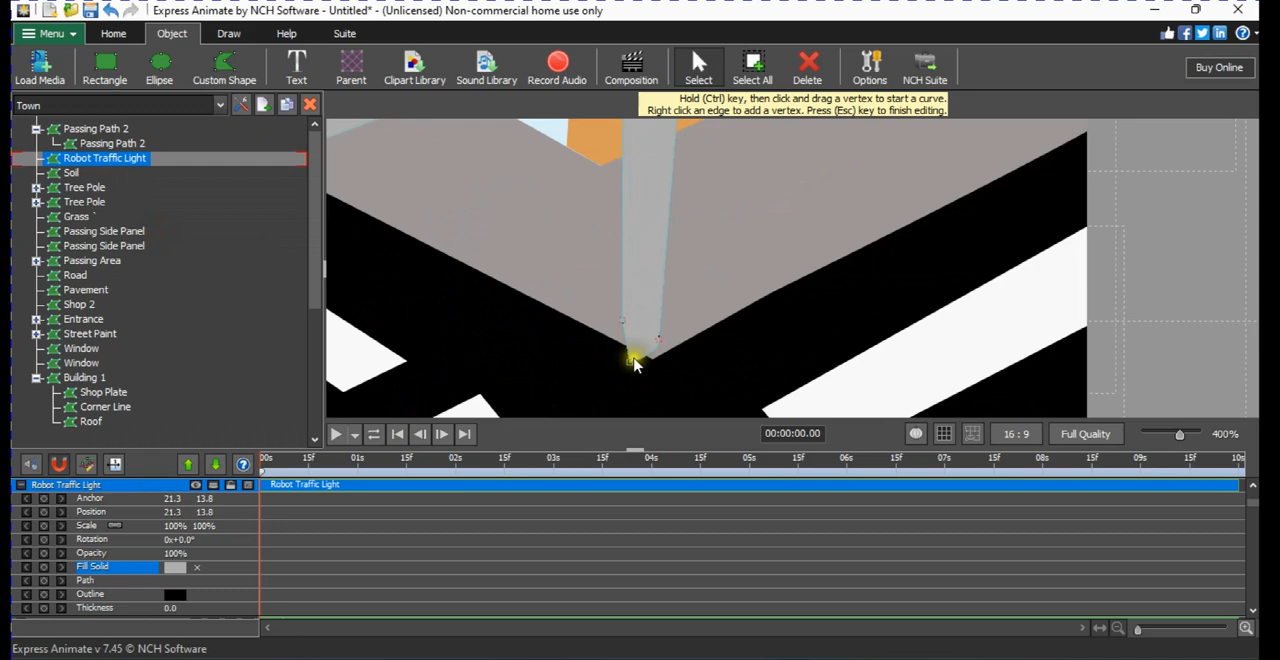 Express Animate by NCH Software - Untitled* - (Unlicensed) Non-commercial home use only
Menu Home Object Draw Help Suite
Load Media Rectangle Ellipse Custom Shape Text Parent Clipart Library Sound Library Record Audio Composition Select Select All Delete Options NCH Suite Buy Online
Hold (Ctrl) key, then click and drag a vertex to start a curve.
Right click an edge to add a vertex. Press (Esc) key to finish editing.
Town
Passing Path 2
Passing Path 2
Robot Traffic Light
Soil
Tree Pole
Tree Pole
Grass `
Passing Side Panel
Passing Side Panel
Passing Area
Road
Pavement
Shop 2
Entrance
Street Paint
Window
Window
Building 1
Shop Plate
Corner Line
Roof
00:00:00.00 16 : 9 Full Quality 400%
00s 15f 01s 15f 02s 15f 03s 15f 04s 15f 05s 15f 06s 15f 07s 15f 08s 15f 09s 15f 10s
Robot Traffic Light Robot Traffic Light
Anchor 21.3 13.8
Position 21.3 13.8
Scale 100% 100%
Rotation 0x+0.0°
Opacity 100%
Fill Solid
Path
Outline
Thickness 0.0
Express Animate v 7.45 © NCH Software